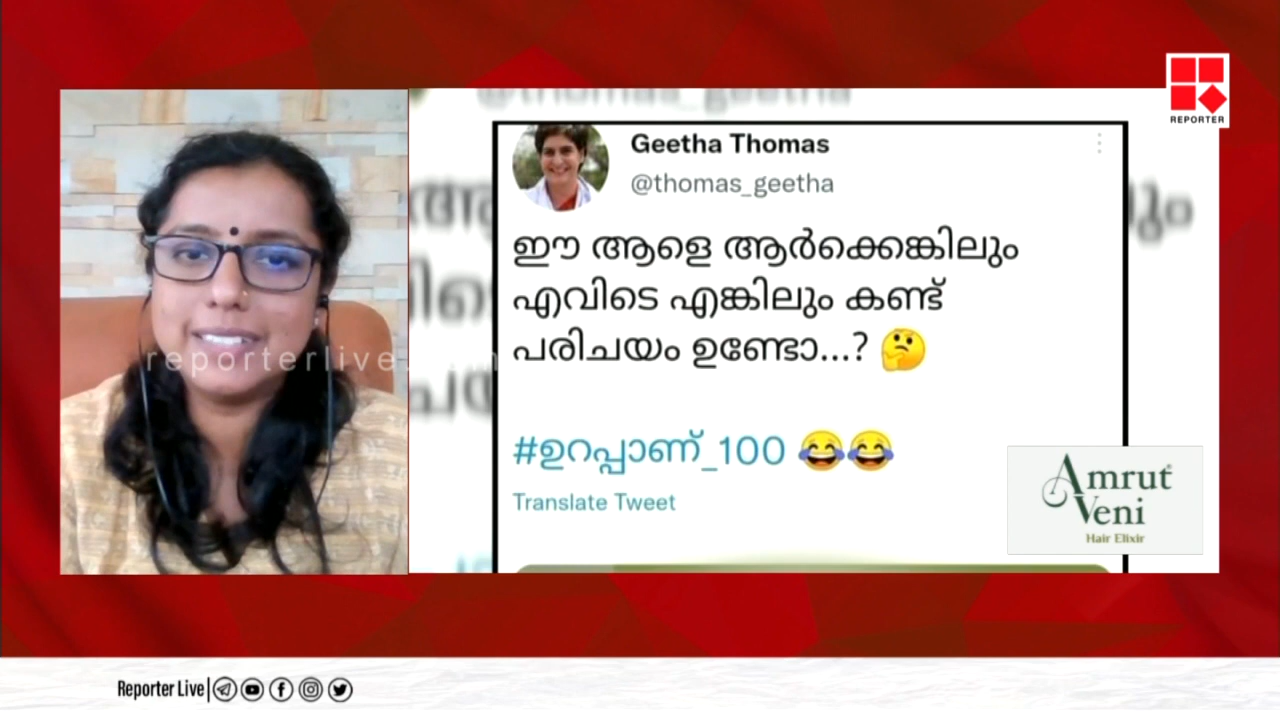 REPORTER
Geetha Thomas
@thomas_geetha
ഈ ആളെ ആർക്കെങ്കിലും
എവിടെ എങ്കിലും കണ്ട്
പരിചയം ഉണ്ടോ...? 🤔
#ഉറപ്പാണ്_100 😂😂
Translate Tweet
reporterlive.com
Amrut
Veni
Hair Elixir
Reporter Live